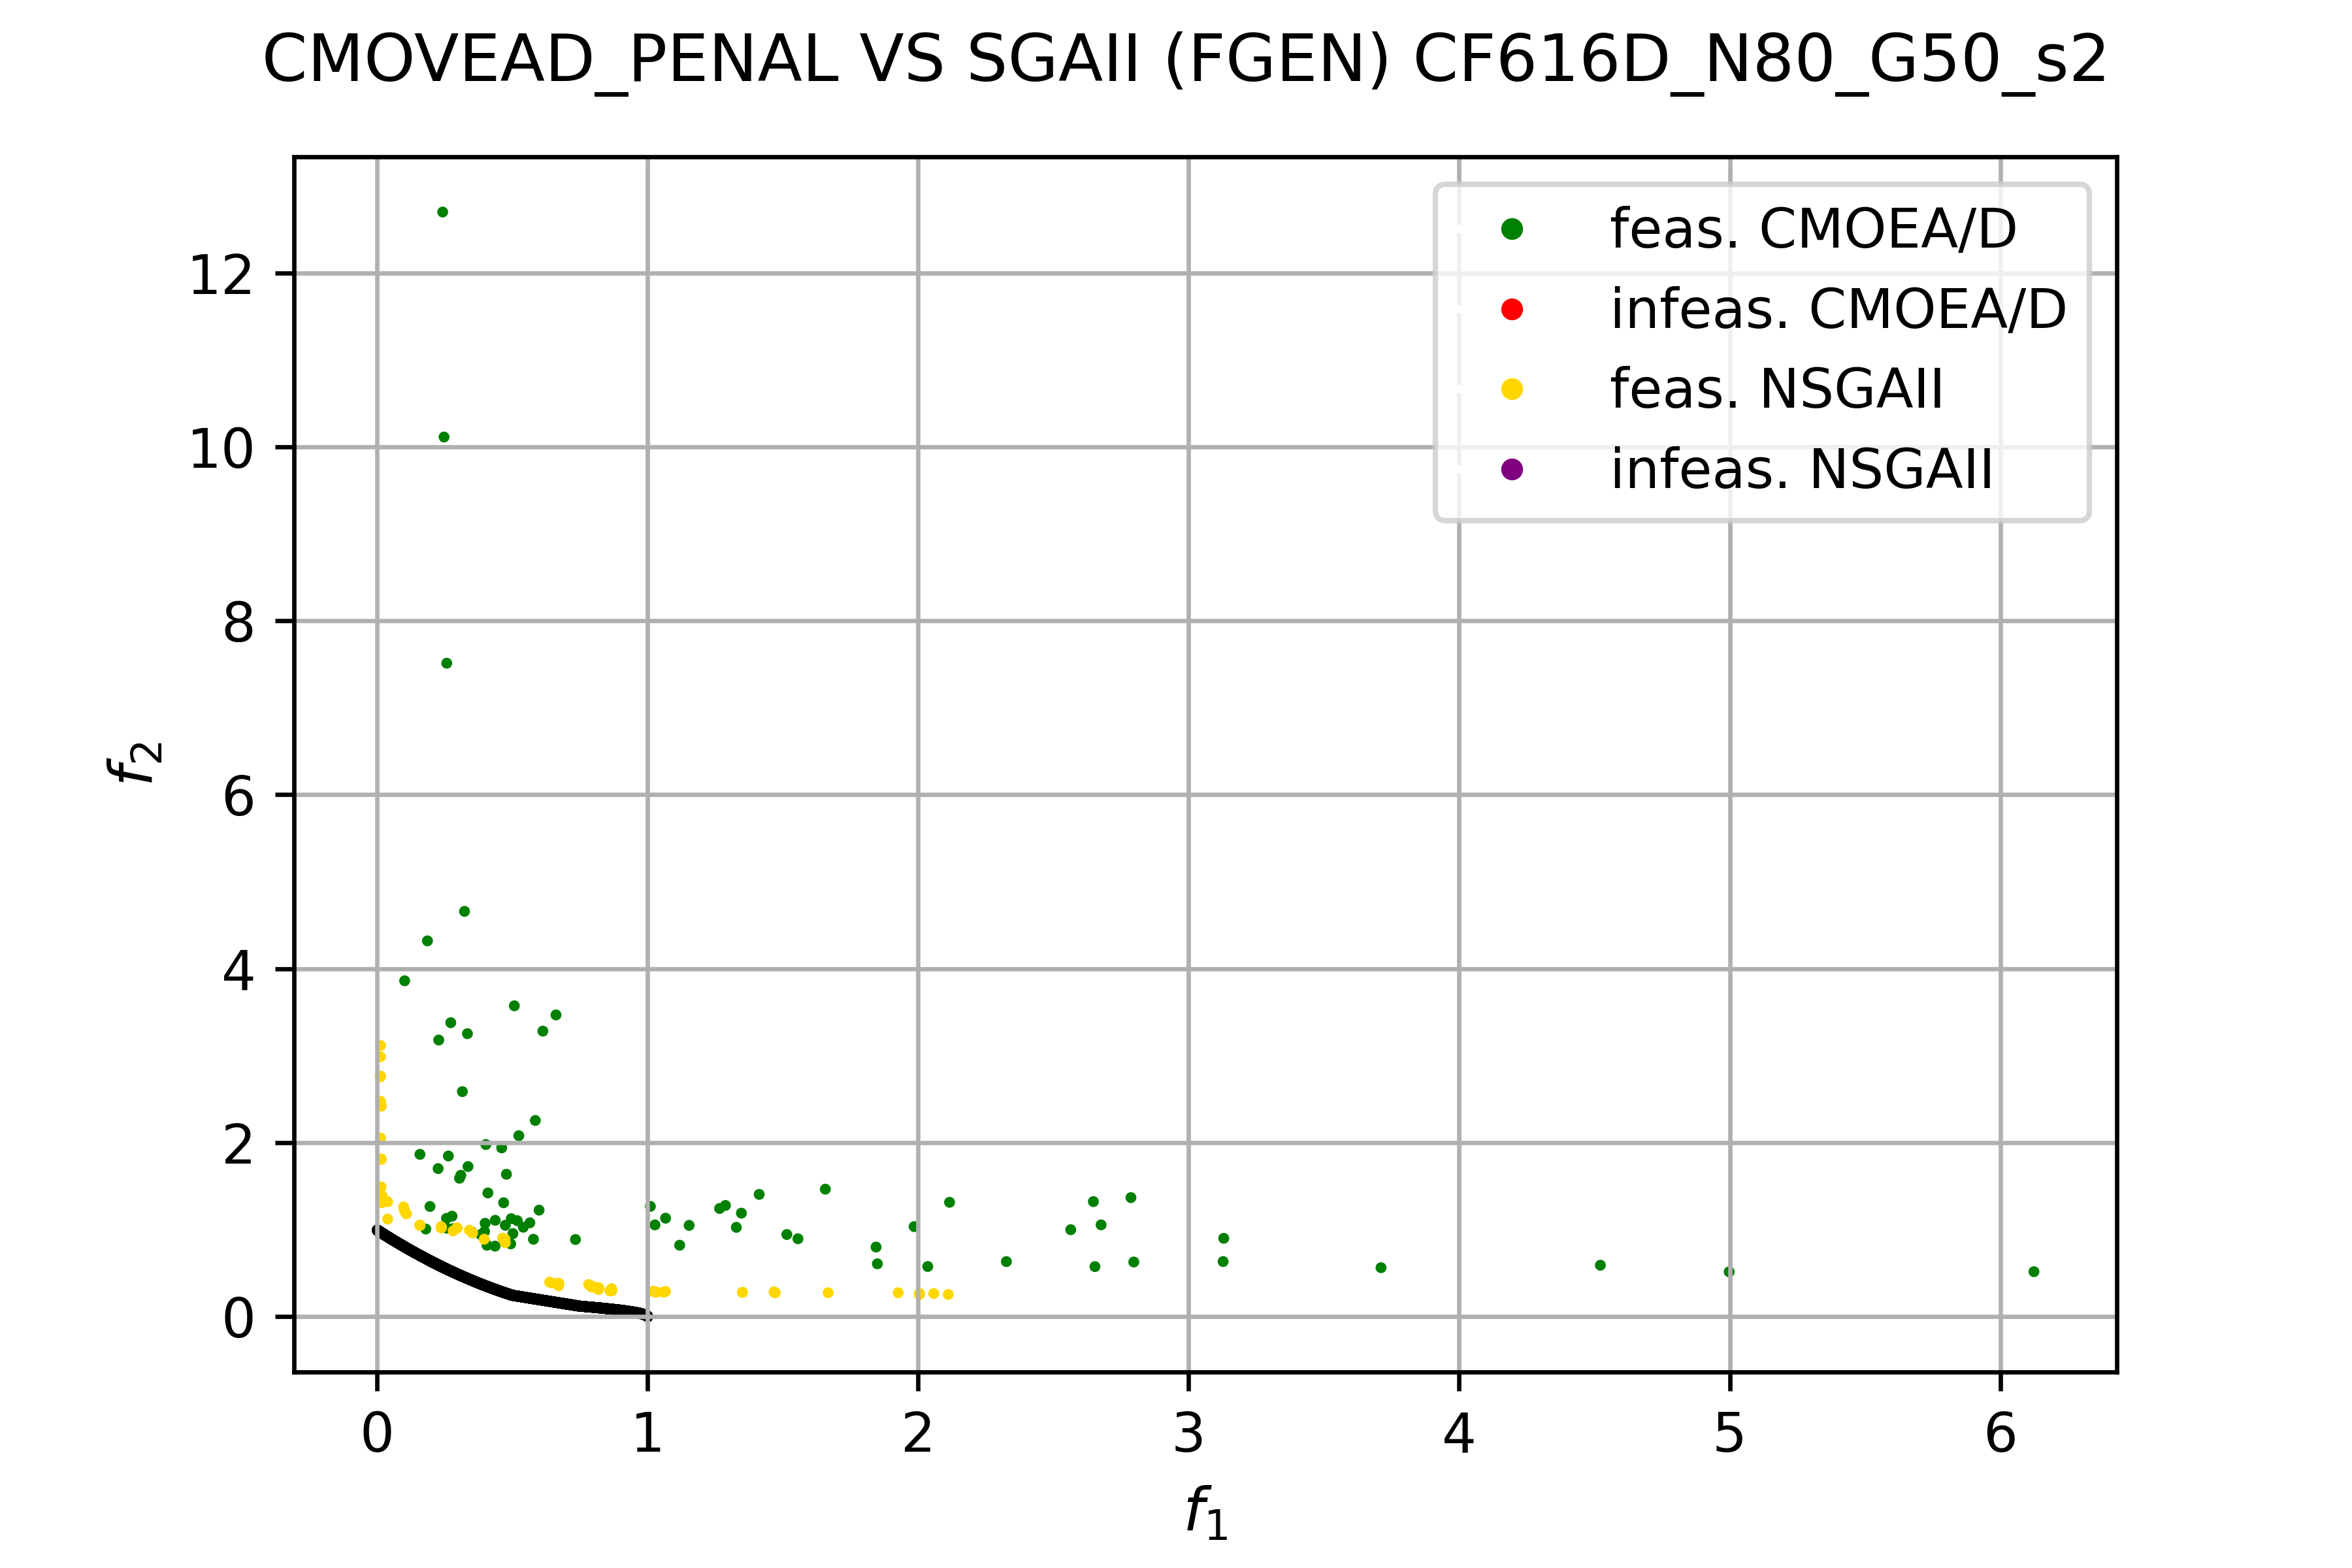 CMOVEAD_PENAL VS SGAII (FGEN) CF616D_N80_G50_s2
feas. CMOEA/D
infeas. CMOEA/D
feas. NSGAII
infeas. NSGAII
12
10
8
6
4
2
0
f2
0 1 2 3 4 5 6
f1